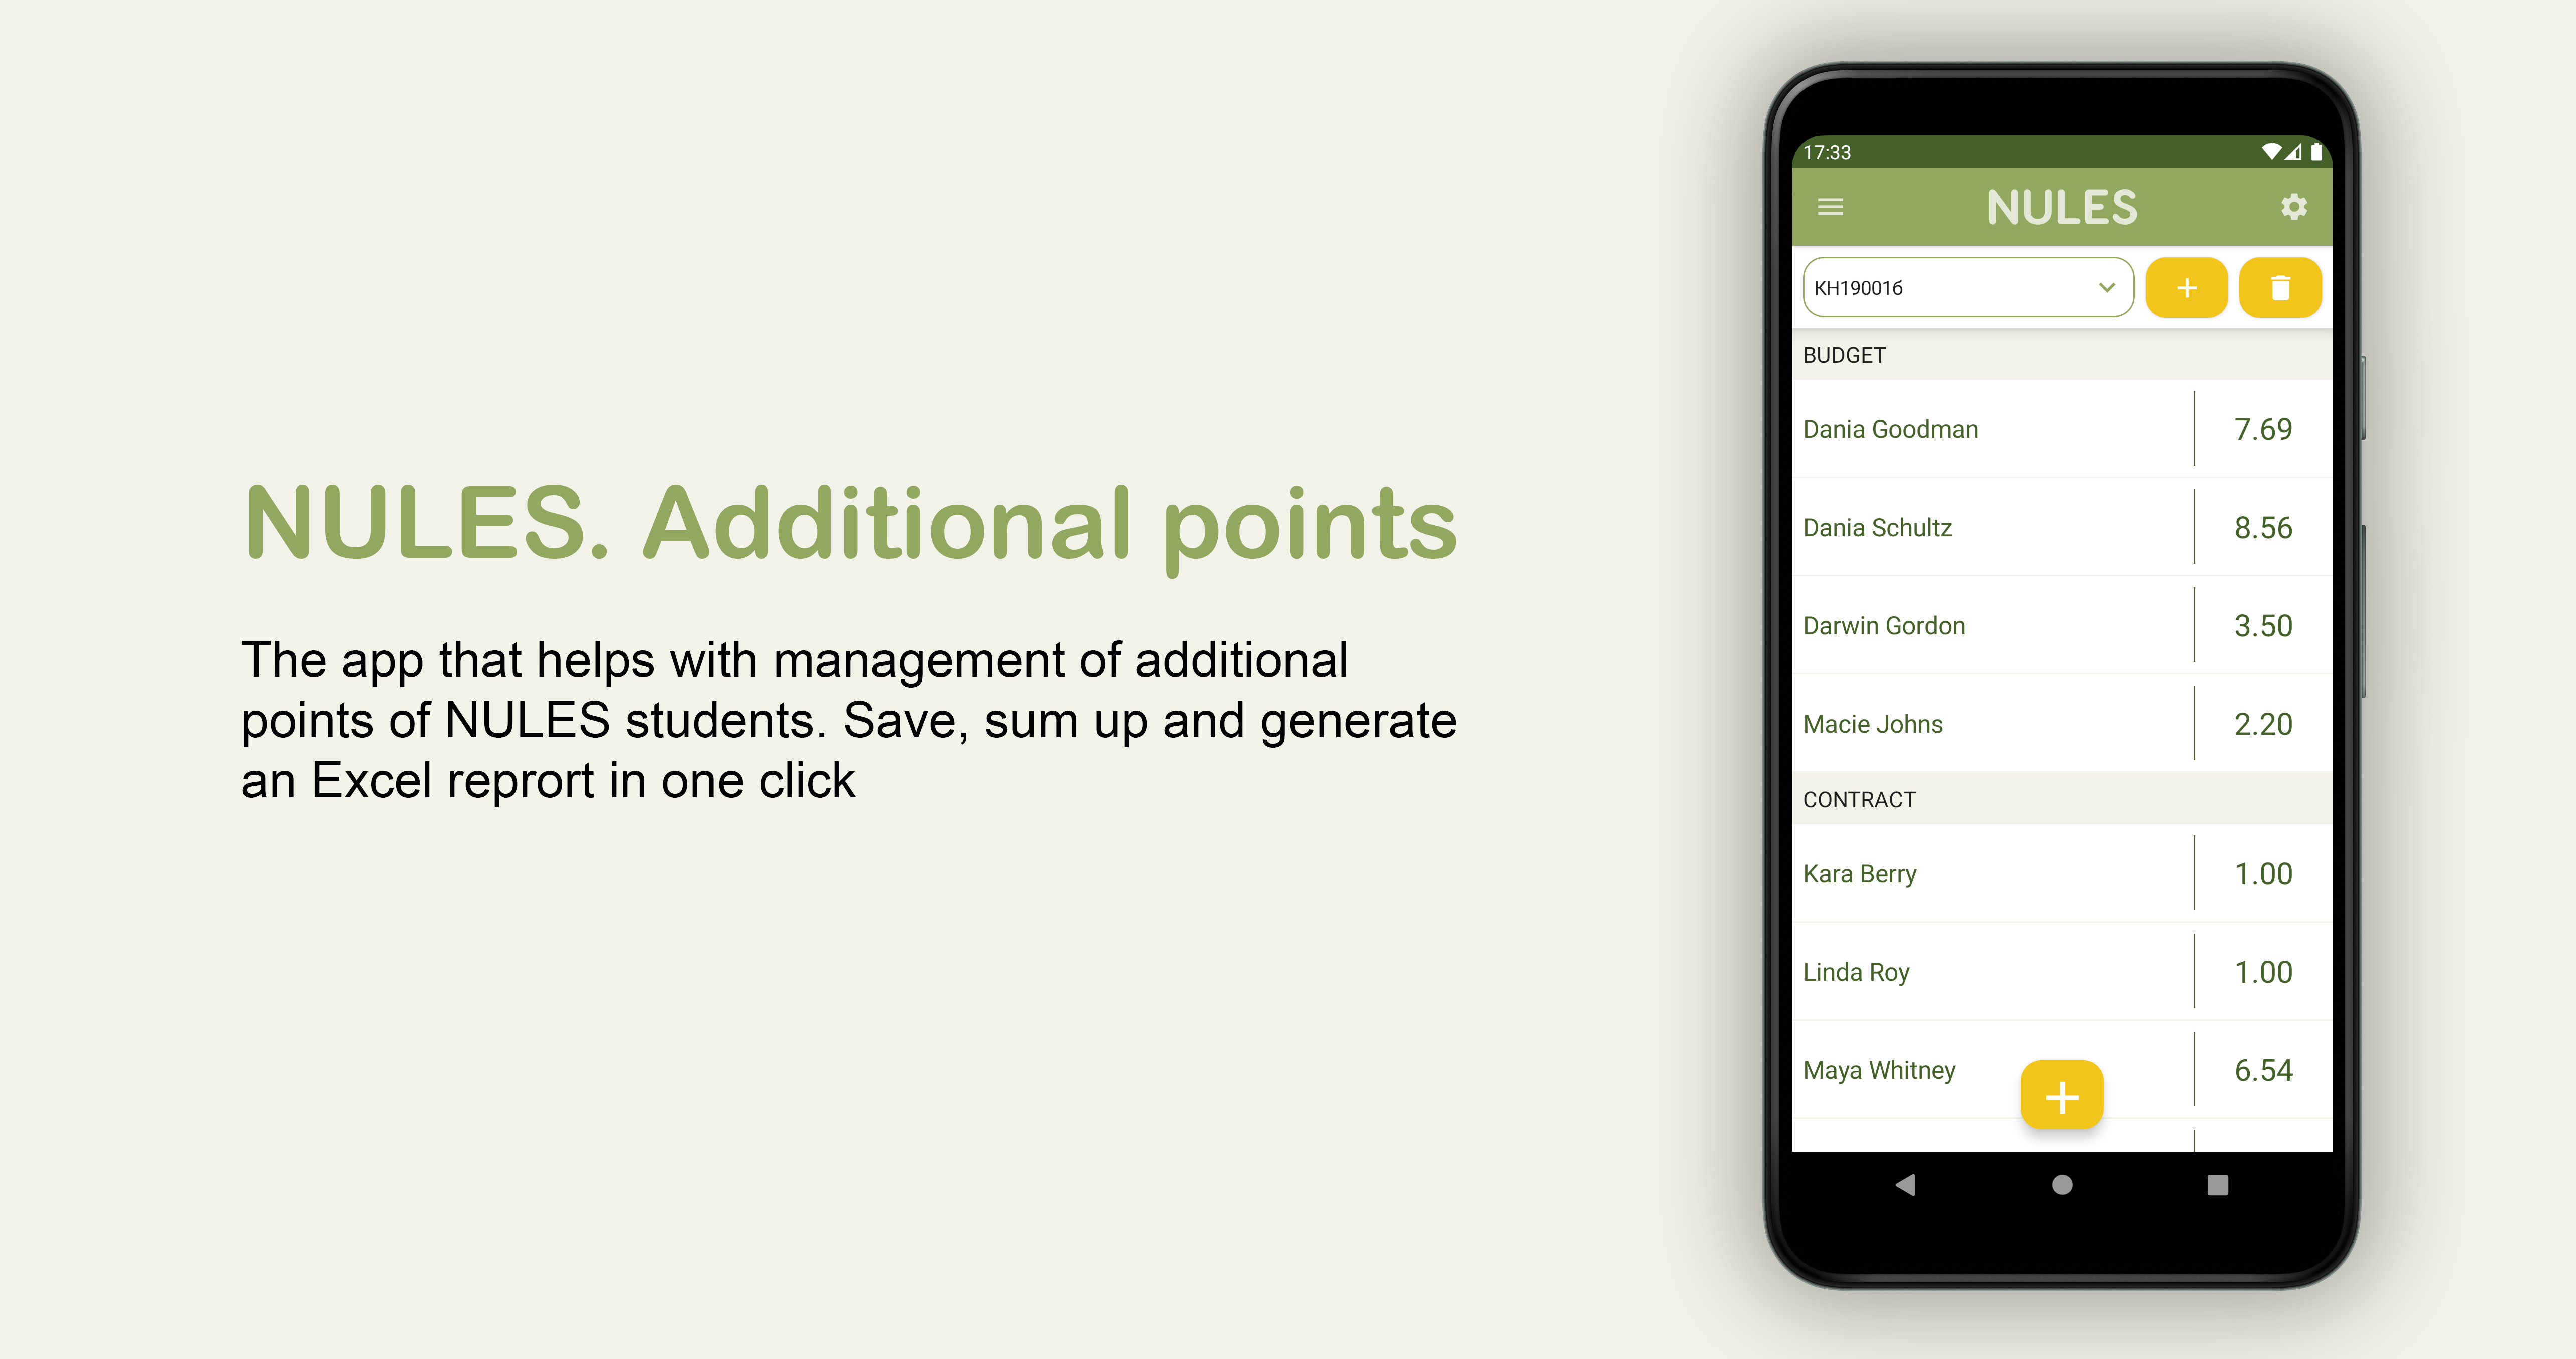 NULES. Additional points
The app that helps with management of additional
points of NULES students. Save, sum up and generate
an Excel reprort in one click
17:33
NULES
КН19001б
BUDGET
Dania Goodman 7.69
Dania Schultz 8.56
Darwin Gordon 3.50
Macie Johns 2.20
CONTRACT
Kara Berry 1.00
Linda Roy 1.00
Maya Whitney 6.54